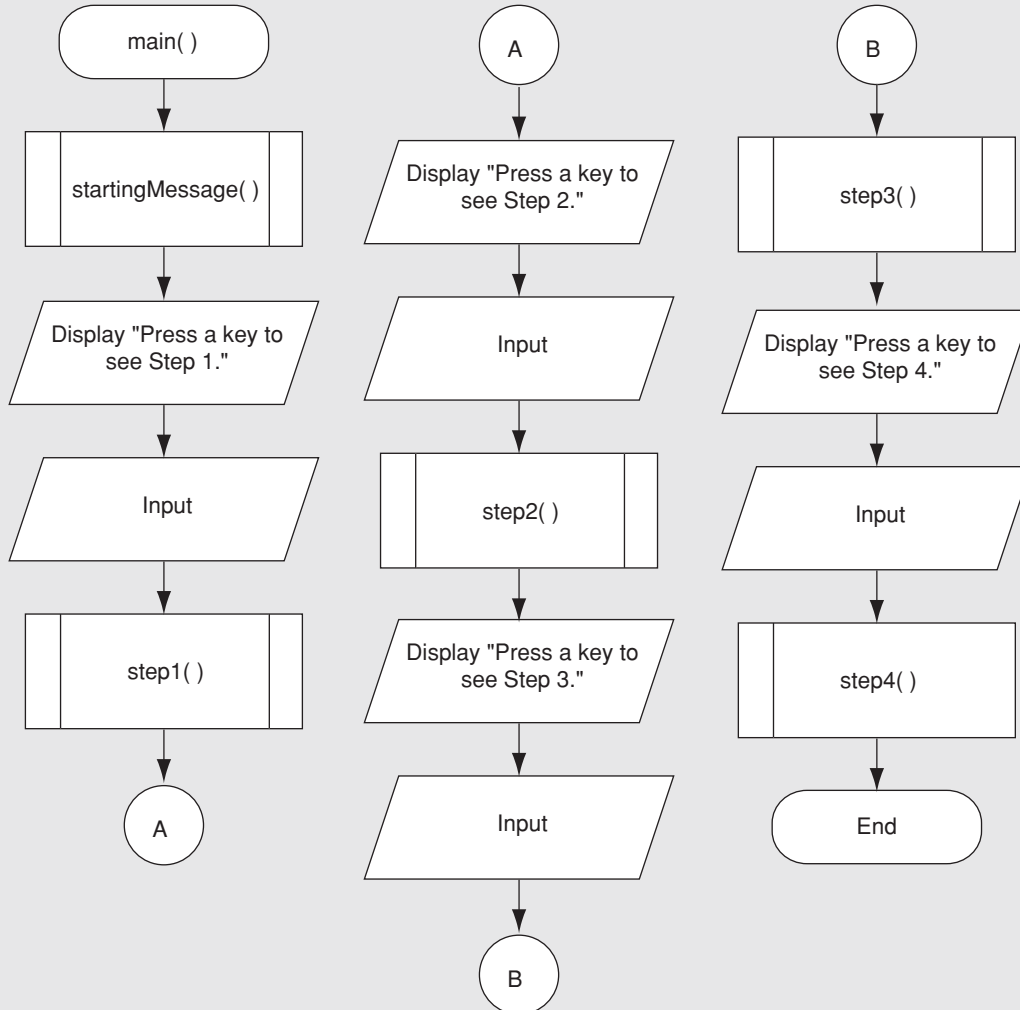 main( )
startingMessage( )
Display "Press a key to
see Step 1."
Input
step1( )
A
A
Display "Press a key to
see Step 2."
Input
step2( )
Display "Press a key to
see Step 3."
Input
B
B
step3( )
Display "Press a key to
see Step 4."
Input
step4( )
End